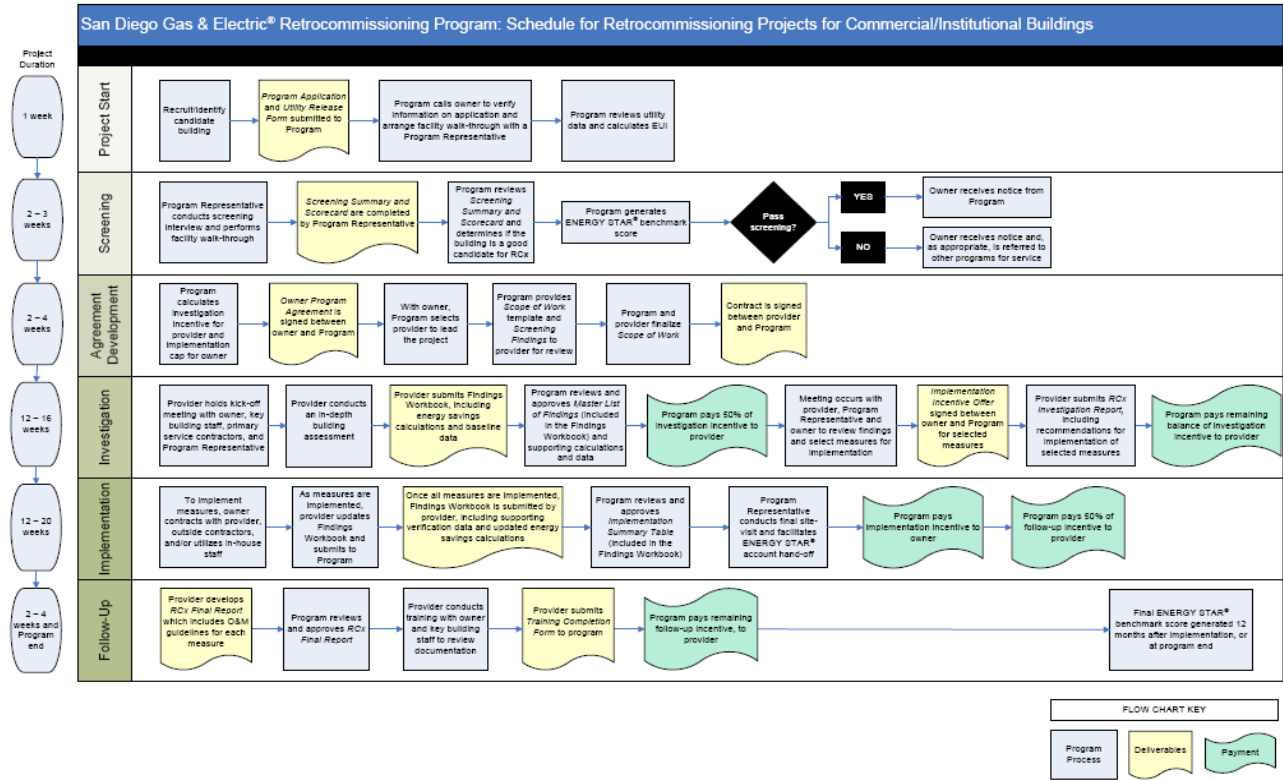 San Diego Gas & Electric® Retrocommissioning Program: Schedule for Retrocommissioning Projects for Commercial/Institutional Buildings
Project
Duration
1 week
Project Start
Recruit/Identify
candidate
building
Program Application
and Utility Release
Form submitted to
Program
Program calls owner to verify
information on application and
arrange facility walk-through with a
Program Representative
Program reviews utility
data and calculates EUI
2 – 3
weeks
Screening
Program Representative
conducts screening
interview and performs
facility walk-through
Screening Summary and
Scorecard are completed
by Program Representative
Program reviews
Screening
Summary and
Scorecard and
determines if the
building is a good
candidate for RCx
Program generates
ENERGY STAR® benchmark
score
Pass
screening?
YES
Owner receives notice from
Program
NO
Owner receives notice and,
as appropriate, is referred to
other programs for service
2 – 4
weeks
Agreement
Development
Program
calculates
Investigation
Incentive for
provider and
Implementation
cap for owner
Owner Program
Agreement is
signed between
owner and Program
With owner,
Program selects
provider to lead
the project
Program provides
Scope of Work
template and
Screening
Findings to
provider for review
Program and
provider finalize
Scope of Work
Contract is signed
between provider
and Program
12 – 16
weeks
Investigation
Provider holds kick-off
meeting with owner, key
building staff, primary
service contractors, and
Program Representative
Provider conducts
an in-depth
building
assessment
Provider submits Findings
Workbook, including
energy savings
calculations and baseline
data
Program reviews and
approves Master List
of Findings (included
in the Findings
Workbook) and
supporting calculations
and data
Program pays 50% of
investigation incentive to
provider
Meeting occurs with
provider, Program
Representative and
owner to review findings
and select measures for
implementation
Implementation
Incentive Offer
signed between
owner and Program
for selected
measures
Provider submits RCx
Investigation Report,
including
recommendations for
implementation of
selected measures
Program pays remaining
balance of investigation
incentive to provider
12 – 20
weeks
Implementation
To implement
measures, owner
contracts with provider,
outside contractors,
and/or utilizes in-house
staff
As measures are
implemented,
provider updates
Findings
Workbook and
submits to
Program
Once all measures are implemented,
Findings Workbook is submitted by
provider, including supporting
verification data and updated energy
savings calculations
Program reviews and
approves
Implementation
Summary Table
(included in the
Findings Workbook)
Program
Representative
conducts final site-
visit and facilitates
ENERGY STAR®
account hand-off
Program pays
implementation incentive to
owner
Program pays 50% of
follow-up incentive to
provider
2 – 4
weeks and
Program
end
Follow-Up
Provider develops
RCx Final Report
which includes O&M
guidelines for each
measure
Program reviews
and approves RCx
Final Report
Provider conducts
training with owner
and key building
staff to review
documentation
Provider submits
Training Completion
Form to program
Program pays remaining
follow-up incentive, to
provider
Final ENERGY STAR®
benchmark score generated 12
months after implementation, or
at program end
FLOW CHART KEY
Program
Process
Deliverables
Payment